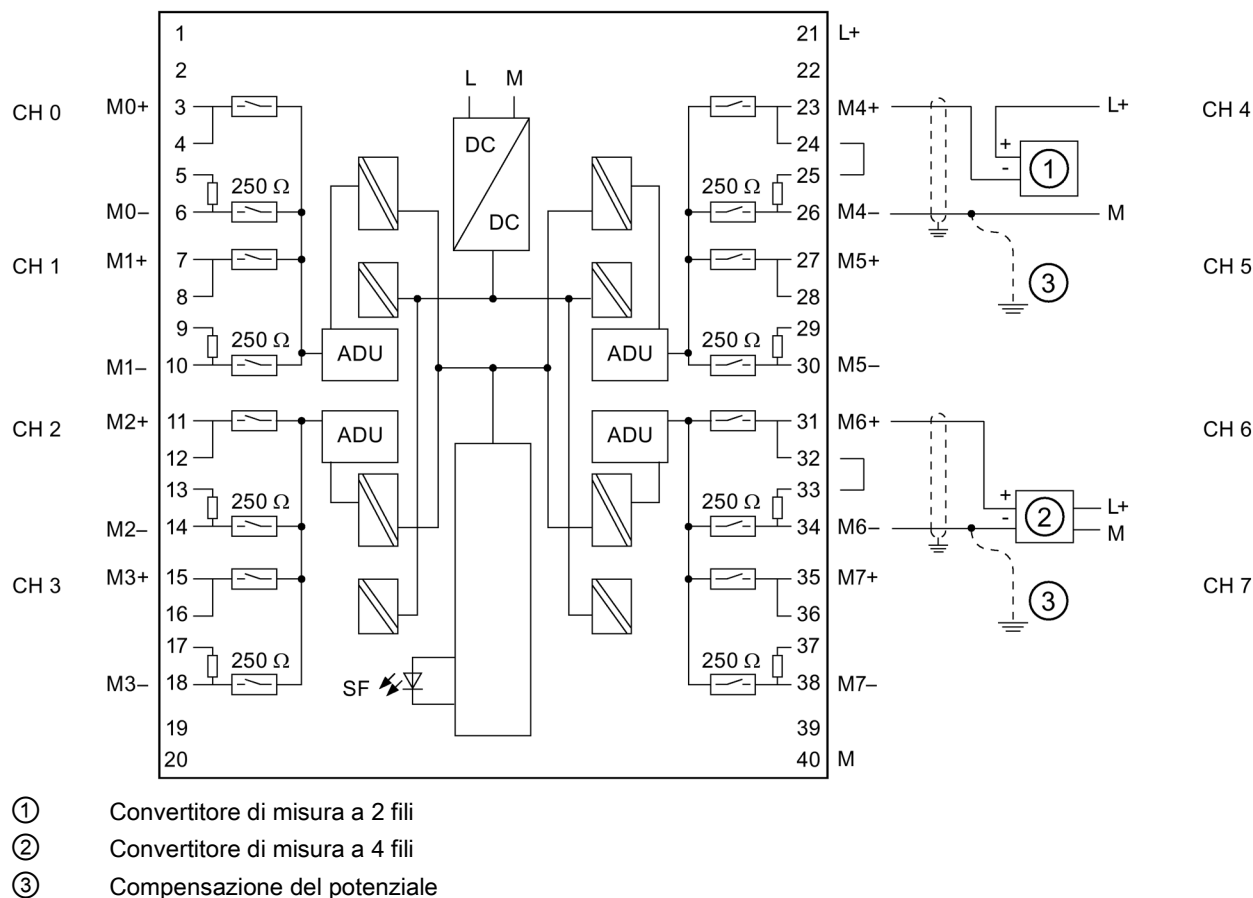 1 21 L+
2 22
L M
CH 0 M0+ 3 23 M4+ L+ CH 4
4 24
DC
+
5 250 Ω 250 Ω 25 - 1
M0– 6 26 M4– M
DC
CH 1 M1+ 7 27 M5+ CH 5
8 28 3
9 250 Ω 250 Ω 29
ADU ADU
M1– 10 30 M5–
CH 2 M2+ 11 31 M6+ CH 6
ADU ADU
12 32
13 250 Ω 250 Ω 33 + 2 L+
-
M2– 14 34 M6– M
CH 3 M3+ 15 35 M7+ CH 7
16 36 3
17 250 Ω 250 Ω 37
M3– 18 SF 38 M7–
19 39
20 40 M
① Convertitore di misura a 2 fili
② Convertitore di misura a 4 fili
③ Compensazione del potenziale